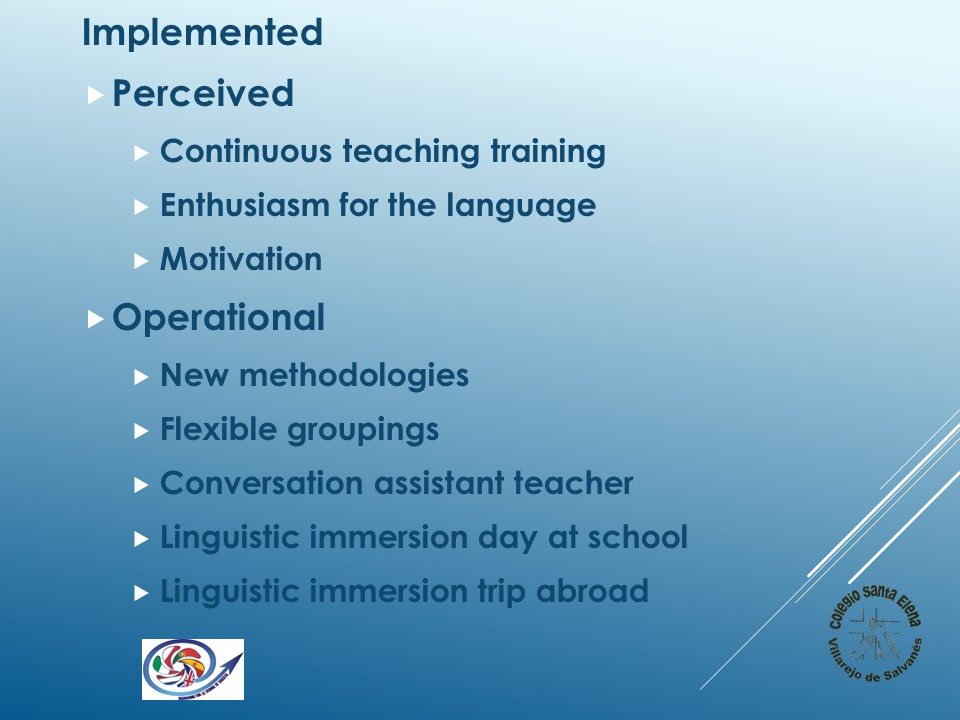 Implemented
Perceived
Continuous teaching training
Enthusiasm for the language
Motivation
Operational
New methodologies
Flexible groupings
Conversation assistant teacher
Linguistic immersion day at school
Linguistic immersion trip abroad
Colegio Santa Elena
Villarejo de Salvanés